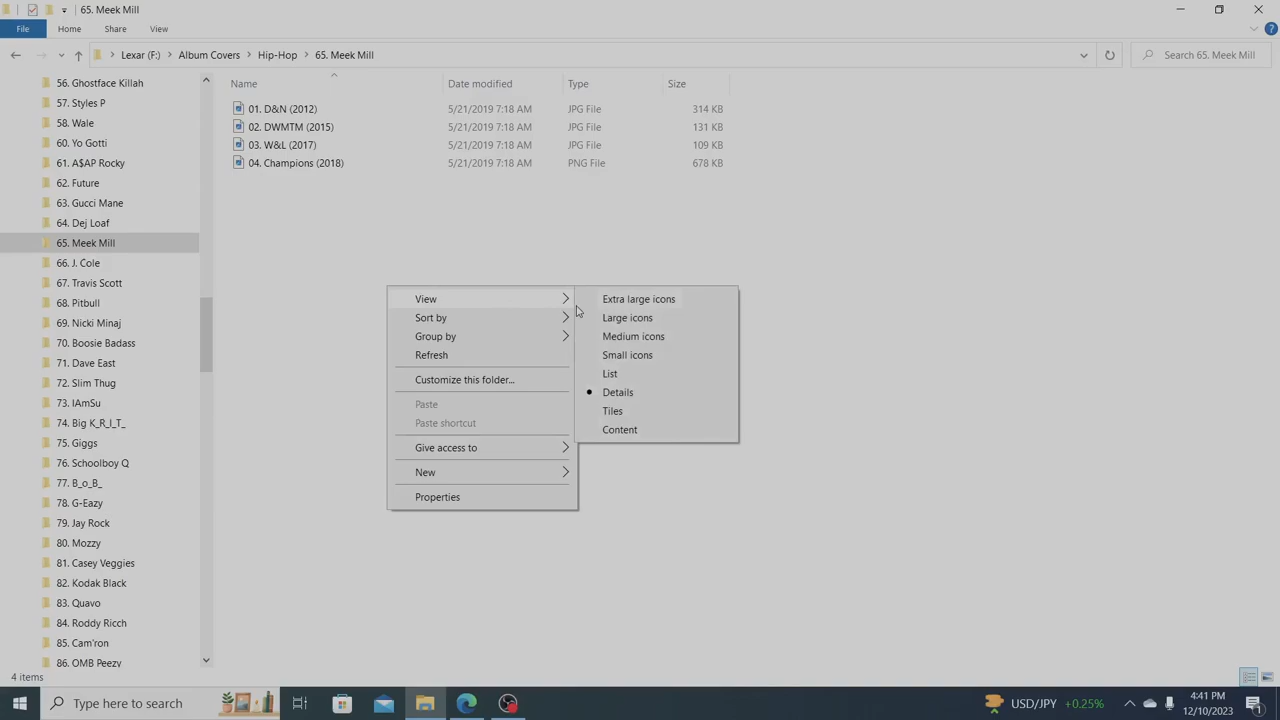 65. Meek Mill
File
Home
Share
View
Lexar (F:)
Album Covers
Hip-Hop
65. Meek Mill
Search 65. Meek Mill
Name
Date modified
Type
Size
01. D&N (2012)
5/21/2019 7:18 AM
JPG File
314 KB
02. DWMTM (2015)
5/21/2019 7:18 AM
JPG File
131 KB
03. W&L (2017)
5/21/2019 7:18 AM
JPG File
109 KB
04. Champions (2018)
5/21/2019 7:18 AM
PNG File
678 KB
56. Ghostface Killah
57. Styles P
58. Wale
60. Yo Gotti
61. A$AP Rocky
62. Future
63. Gucci Mane
64. Dej Loaf
65. Meek Mill
66. J. Cole
67. Travis Scott
68. Pitbull
69. Nicki Minaj
70. Boosie Badass
71. Dave East
72. Slim Thug
73. IAmSu
74. Big K_R_I_T_
75. Giggs
76. Schoolboy Q
77. B_o_B_
78. G-Eazy
79. Jay Rock
80. Mozzy
81. Casey Veggies
82. Kodak Black
83. Quavo
84. Roddy Ricch
85. Cam'ron
86. OMB Peezy
View
Sort by
Group by
Refresh
Customize this folder...
Paste
Paste shortcut
Give access to
New
Properties
Extra large icons
Large icons
Medium icons
Small icons
List
Details
Tiles
Content
4 items
Type here to search
USD/JPY +0.25%
4:41 PM
12/10/2023
1